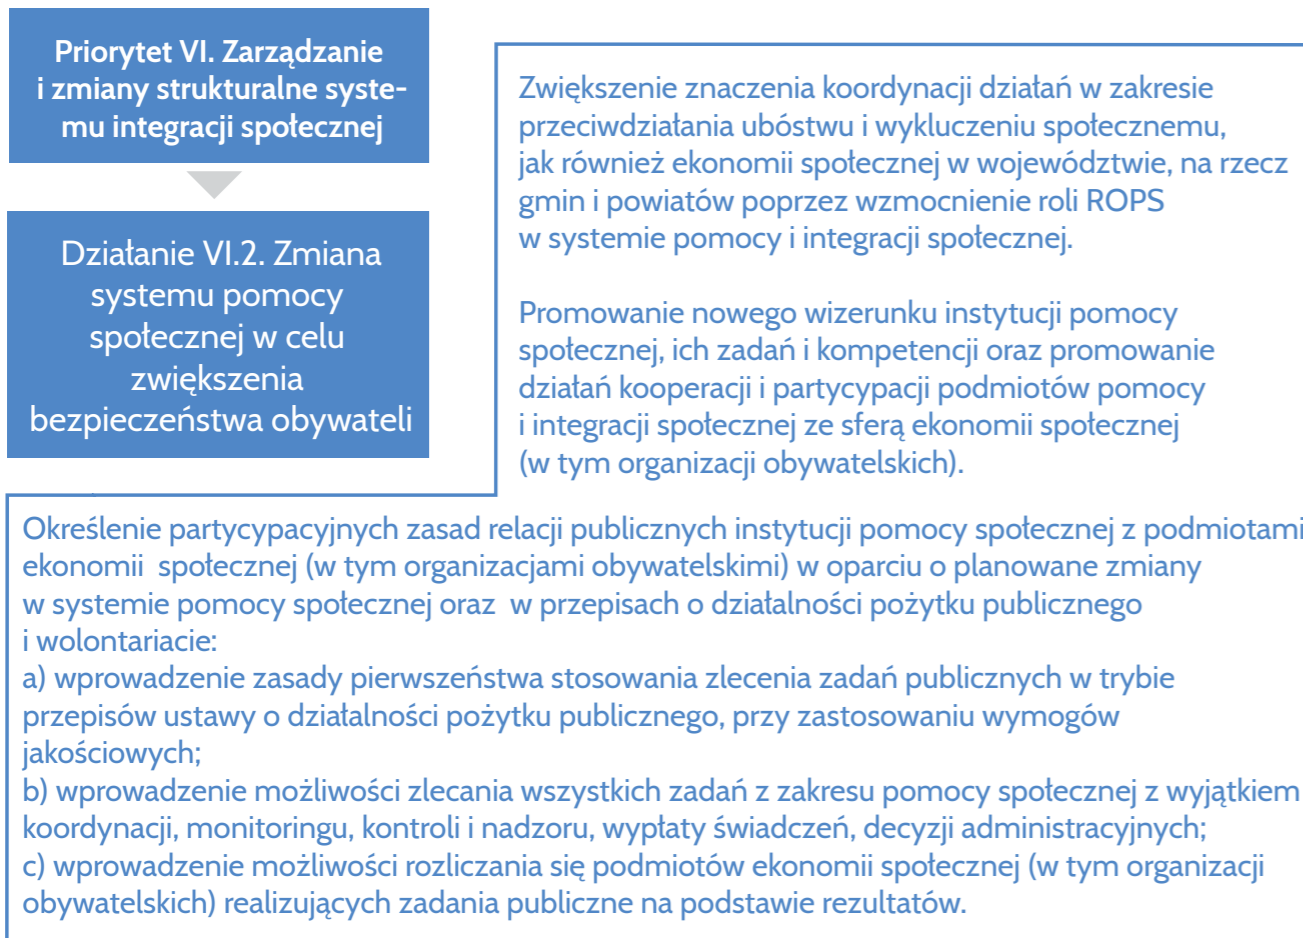 Priorytet VI. Zarządzanie
i zmiany strukturalne syste-
mu integracji społecznej
Działanie VI.2. Zmiana
systemu pomocy
społecznej w celu
zwiększenia
bezpieczeństwa obywateli
Zwiększenie znaczenia koordynacji działań w zakresie
przeciwdziałania ubóstwu i wykluczeniu społecznemu,
jak również ekonomii społecznej w województwie, na rzecz
gmin i powiatów poprzez wzmocnienie roli ROPS
w systemie pomocy i integracji społecznej.
Promowanie nowego wizerunku instytucji pomocy
społecznej, ich zadań i kompetencji oraz promowanie
działań kooperacji i partycypacji podmiotów pomocy
i integracji społecznej ze sferą ekonomii społecznej
(w tym organizacji obywatelskich).
Określenie partycypacyjnych zasad relacji publicznych instytucji pomocy społecznej z podmiotami
ekonomii społecznej (w tym organizacjami obywatelskimi) w oparciu o planowane zmiany
w systemie pomocy społecznej oraz w przepisach o działalności pożytku publicznego
i wolontariacie:
a) wprowadzenie zasady pierwszeństwa stosowania zlecenia zadań publicznych w trybie
przepisów ustawy o działalności pożytku publicznego, przy zastosowaniu wymogów
jakościowych;
b) wprowadzenie możliwości zlecania wszystkich zadań z zakresu pomocy społecznej z wyjątkiem
koordynacji, monitoringu, kontroli i nadzoru, wypłaty świadczeń, decyzji administracyjnych;
c) wprowadzenie możliwości rozliczania się podmiotów ekonomii społecznej (w tym organizacji
obywatelskich) realizujących zadania publiczne na podstawie rezultatów.